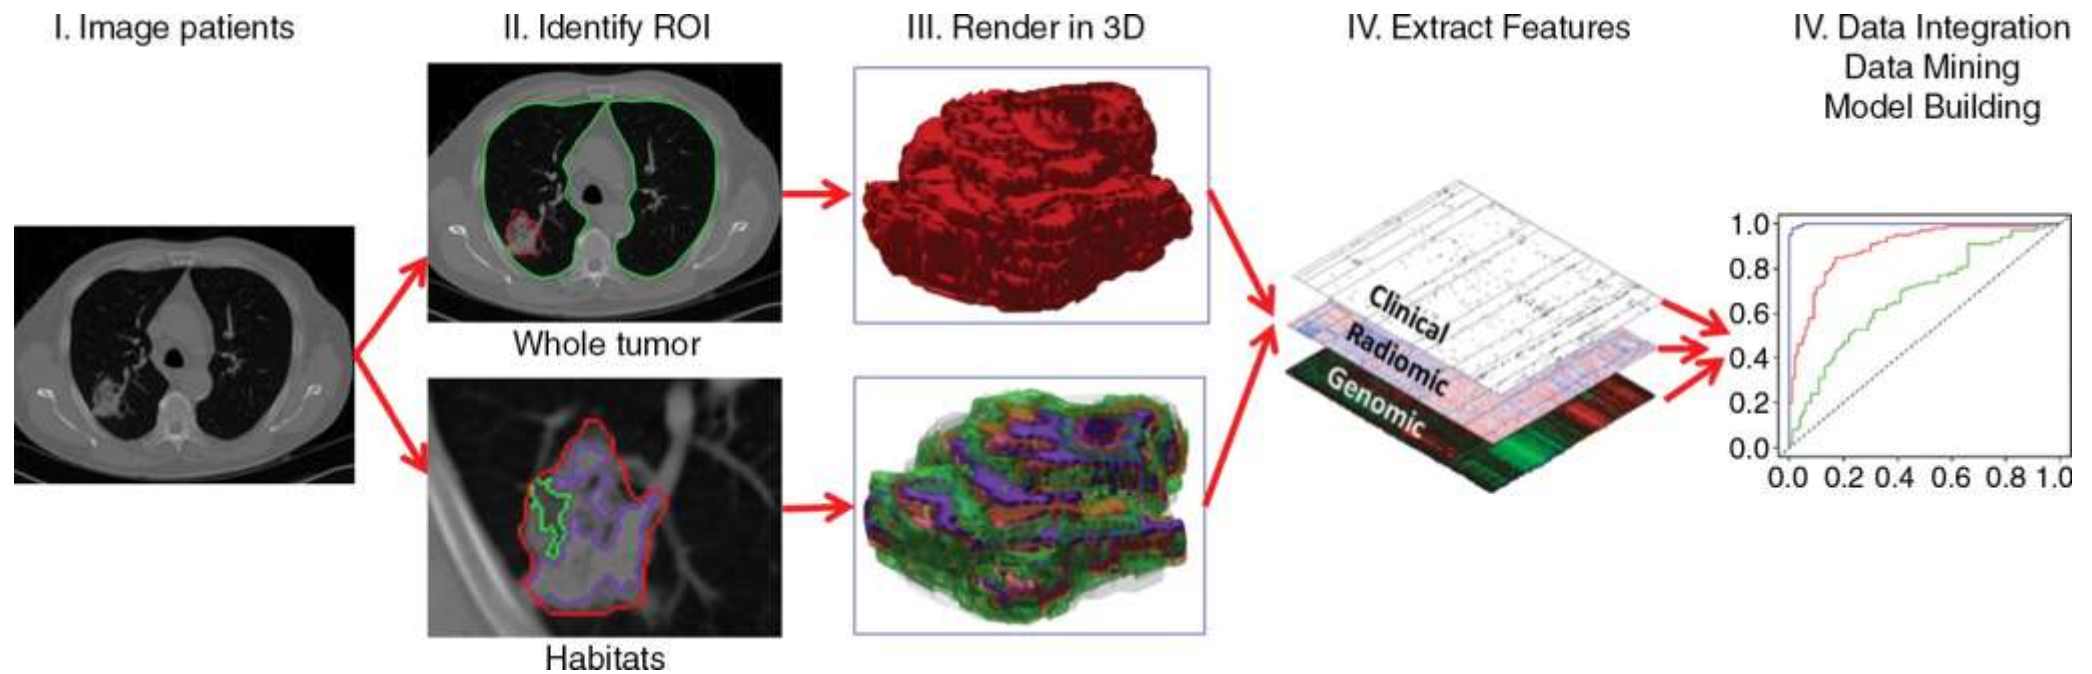 I. Image patients
II. Identify ROI
III. Render in 3D
IV. Extract Features
IV. Data Integration
Data Mining
Model Building
Whole tumor
Habitats
Clinical
Radiomic
Genomic
1.0
0.8
0.6
0.4
0.2
0.0
0.0 0.2 0.4 0.6 0.8 1.0